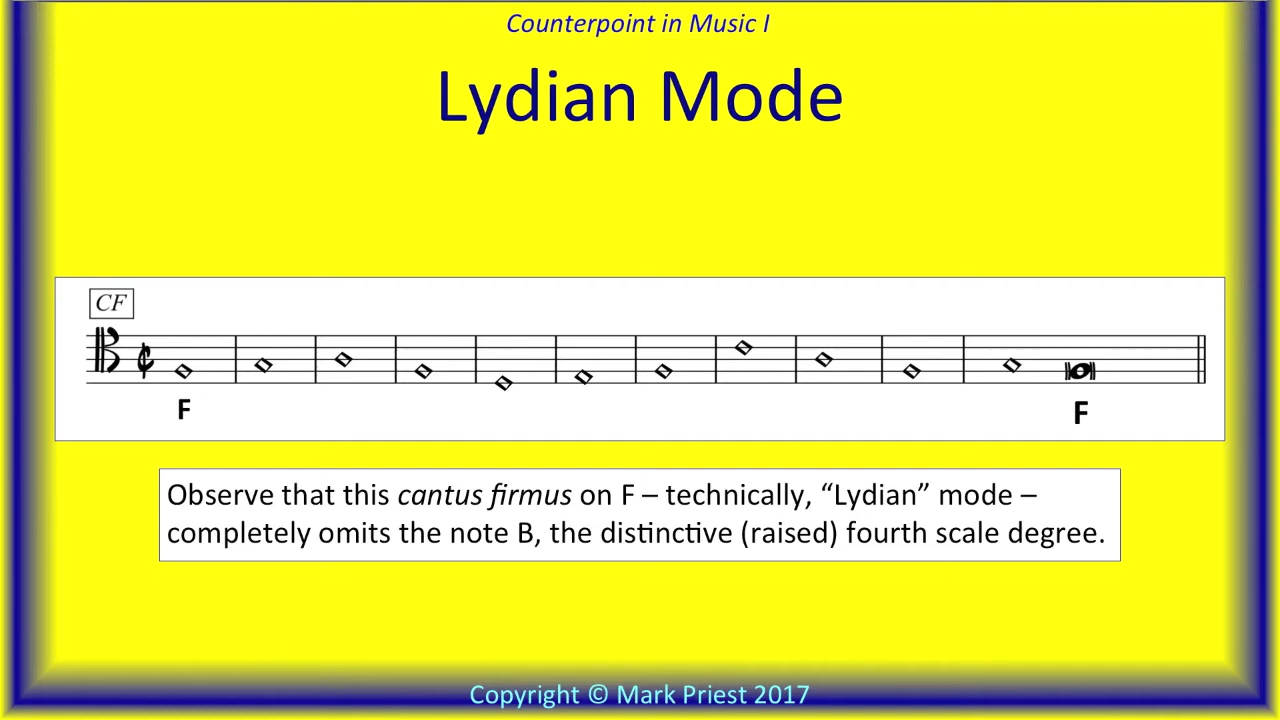 Counterpoint in Music I
Lydian Mode
CF
F
F
Observe that this cantus firmus on F – technically, “Lydian” mode –
completely omits the note B, the distinctive (raised) fourth scale degree.
Copyright © Mark Priest 2017